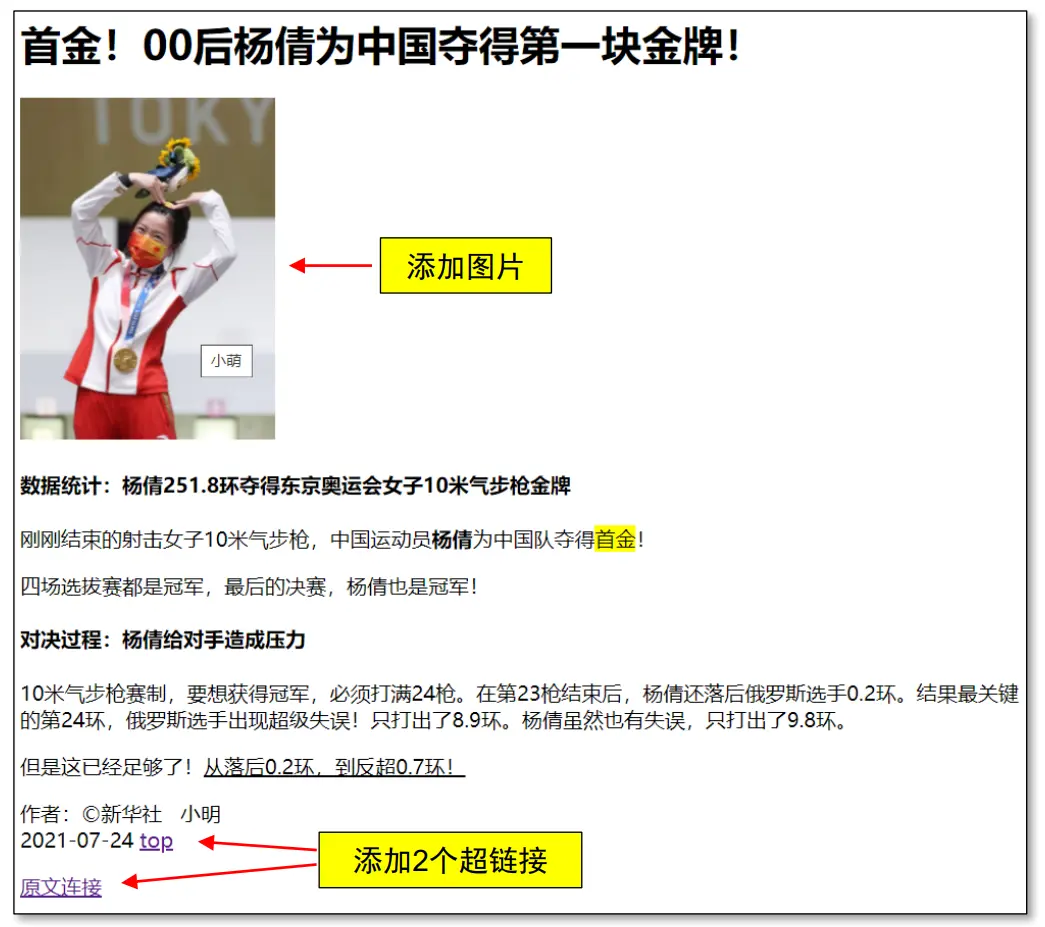 首金！00后杨倩为中国夺得第一块金牌！
TOKY
添加图片
小萌
数据统计：杨倩251.8环夺得东京奥运会女子10米气步枪金牌
刚刚结束的射击女子10米气步枪，中国运动员杨倩为中国队夺得首金！
四场选拔赛都是冠军，最后的决赛，杨倩也是冠军！
对决过程：杨倩给对手造成压力
10米气步枪赛制，要想获得冠军，必须打满24枪。在第23枪结束后，杨倩还落后俄罗斯选手0.2环。结果最关键
的第24环，俄罗斯选手出现超级失误！只打出了8.9环。杨倩虽然也有失误，只打出了9.8环。
但是这已经足够了！从落后0.2环，到反超0.7环！
作者：©新华社 小明
2021-07-24 top
添加2个超链接
原文连接